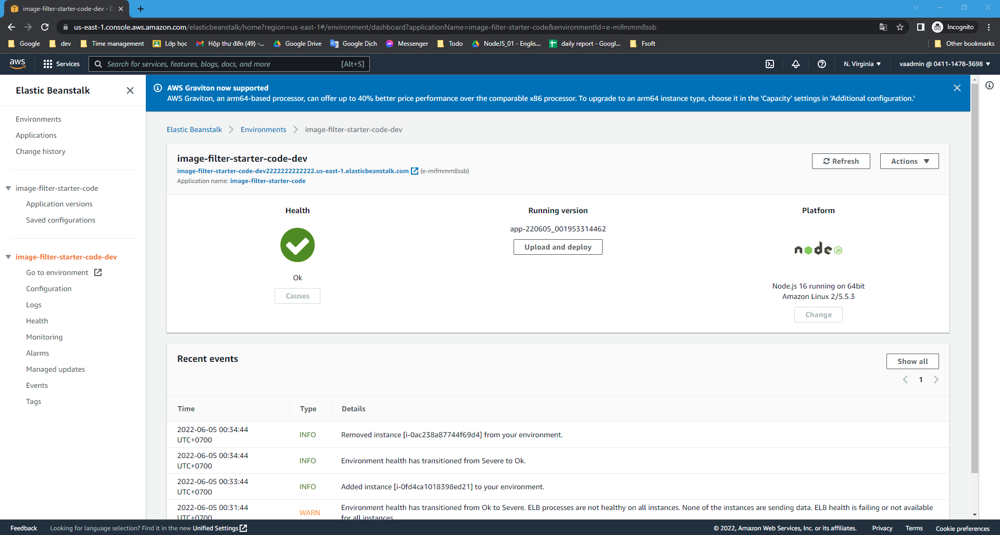 image-filter-starter-code-dev - D
us-east-1.console.aws.amazon.com/elasticbeanstalk/home?region=us-east-1#/environment/dashboard?applicationName=image-filter-starter-code&environmentId=e-mifmmm8ssb
Incognito
Google
dev
Time management
Lớp học
Hộp thư đến (49) -...
Google Drive
Google Dịch
Messenger
Todo
NodeJS_01 - Englis...
daily report - Googl...
Fsoft
Other bookmarks
aws
Services
Search for services, features, blogs, docs, and more
[Alt+S]
N. Virginia
vaadmin @ 0411-1478-3698
Elastic Beanstalk
Environments
Applications
Change history
image-filter-starter-code
Application versions
Saved configurations
image-filter-starter-code-dev
Go to environment
Configuration
Logs
Health
Monitoring
Alarms
Managed updates
Events
Tags
AWS Graviton now supported
AWS Graviton, an arm64-based processor, can offer up to 40% better price performance over the comparable x86 processor. To upgrade to an arm64 instance type, choose it in the 'Capacity' settings in 'Additional configuration.'
Elastic Beanstalk
Environments
image-filter-starter-code-dev
image-filter-starter-code-dev
image-filter-starter-code-dev2222222222222.us-east-1.elasticbeanstalk.com (e-mifmmm8ssb)
Application name: image-filter-starter-code
Refresh
Actions
Health
Ok
Causes
Running version
app-220605_001953314462
Upload and deploy
Platform
node JS
Node.js 16 running on 64bit
Amazon Linux 2/5.5.3
Change
Recent events
Show all
1
Time Type Details
2022-06-05 00:34:44
UTC+0700
INFO
Removed instance [i-0ac238a87744f69d4] from your environment.
2022-06-05 00:34:44
UTC+0700
INFO
Environment health has transitioned from Severe to Ok.
2022-06-05 00:33:44
UTC+0700
INFO
Added instance [i-0fd4ca1018398ed21] to your environment.
2022-06-05 00:31:44
UTC+0700
WARN
Environment health has transitioned from Ok to Severe. ELB processes are not healthy on all instances. None of the instances are sending data. ELB health is failing or not available
for all instances
Feedback
Looking for language selection? Find it in the new Unified Settings
© 2022, Amazon Web Services, Inc. or its affiliates.
Privacy
Terms
Cookie preferences